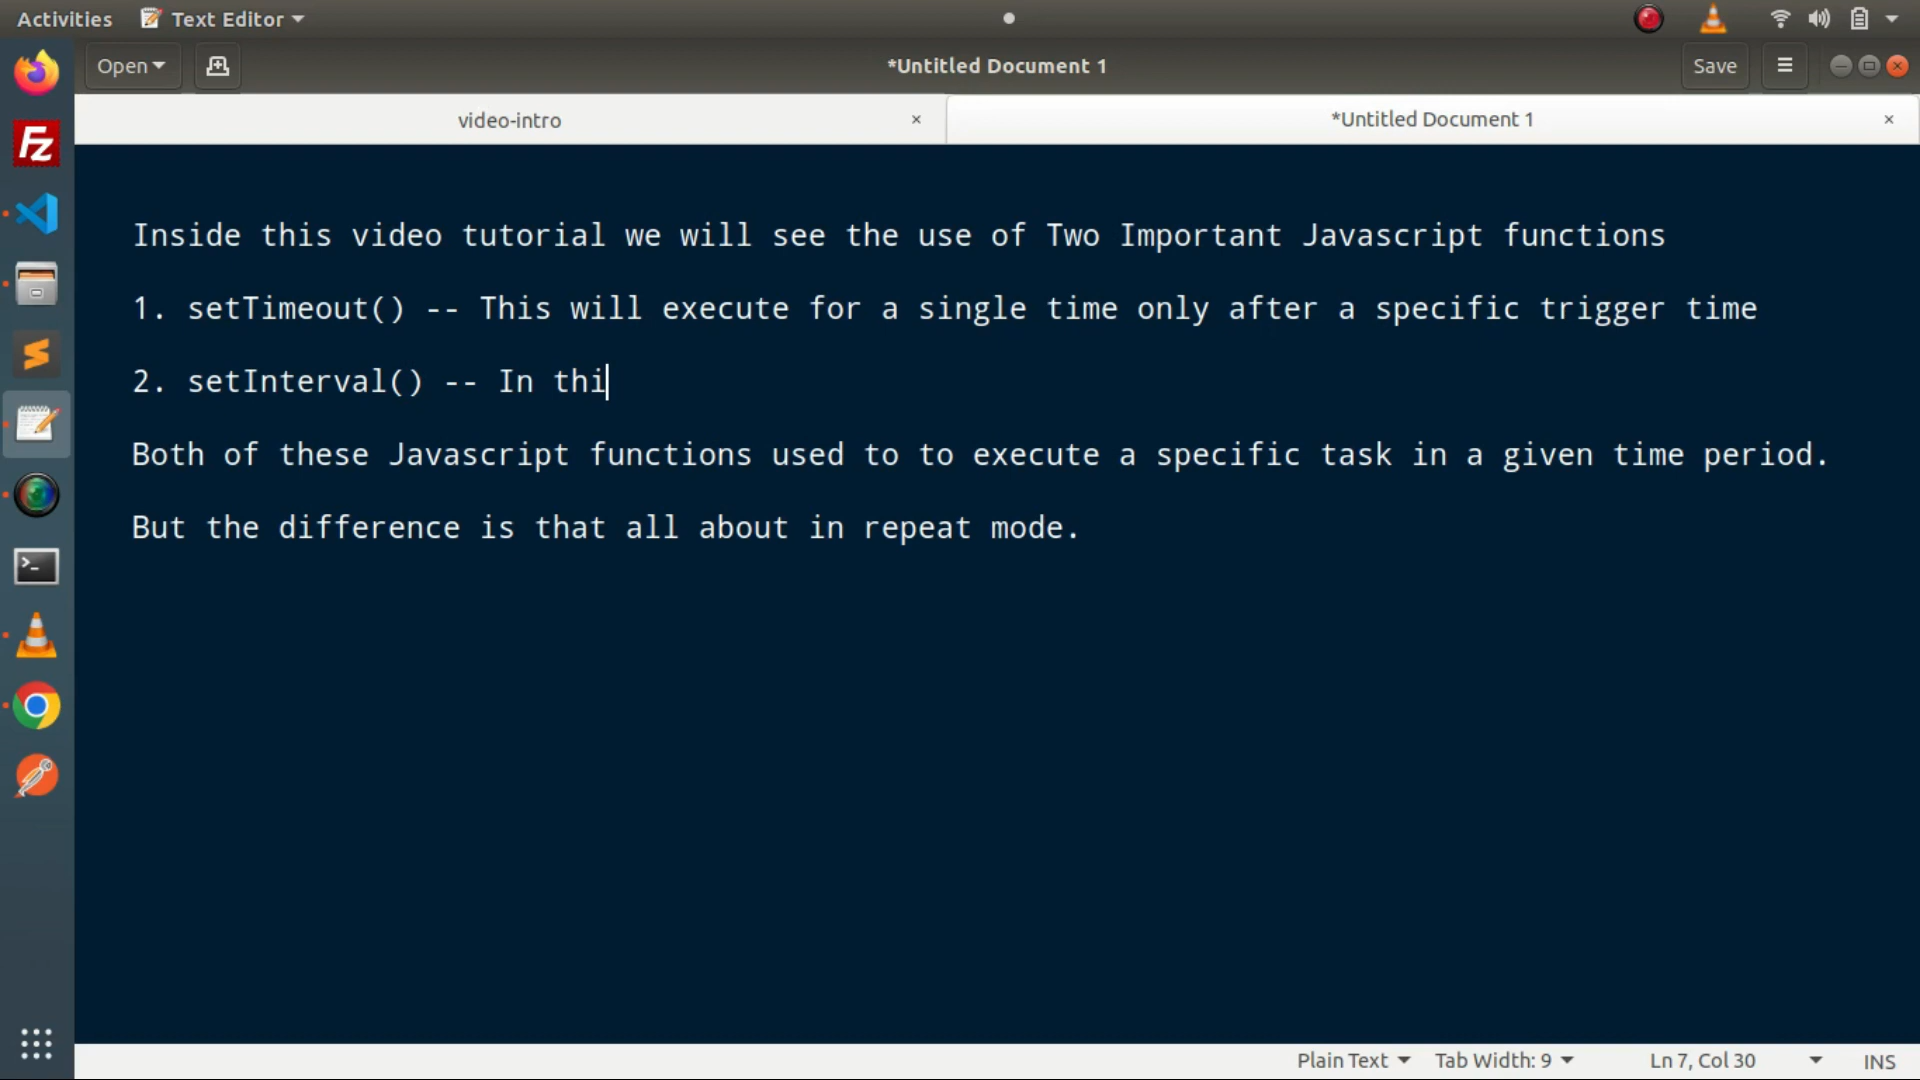 Activities Text Editor
Open *Untitled Document 1 Save
video-intro × *Untitled Document 1 ×
Inside this video tutorial we will see the use of Two Important Javascript functions
1. setTimeout() -- This will execute for a single time only after a specific trigger time
2. setInterval() -- In thi
Both of these Javascript functions used to to execute a specific task in a given time period.
But the difference is that all about in repeat mode.
Plain Text Tab Width: 9 Ln 7, Col 30 INS